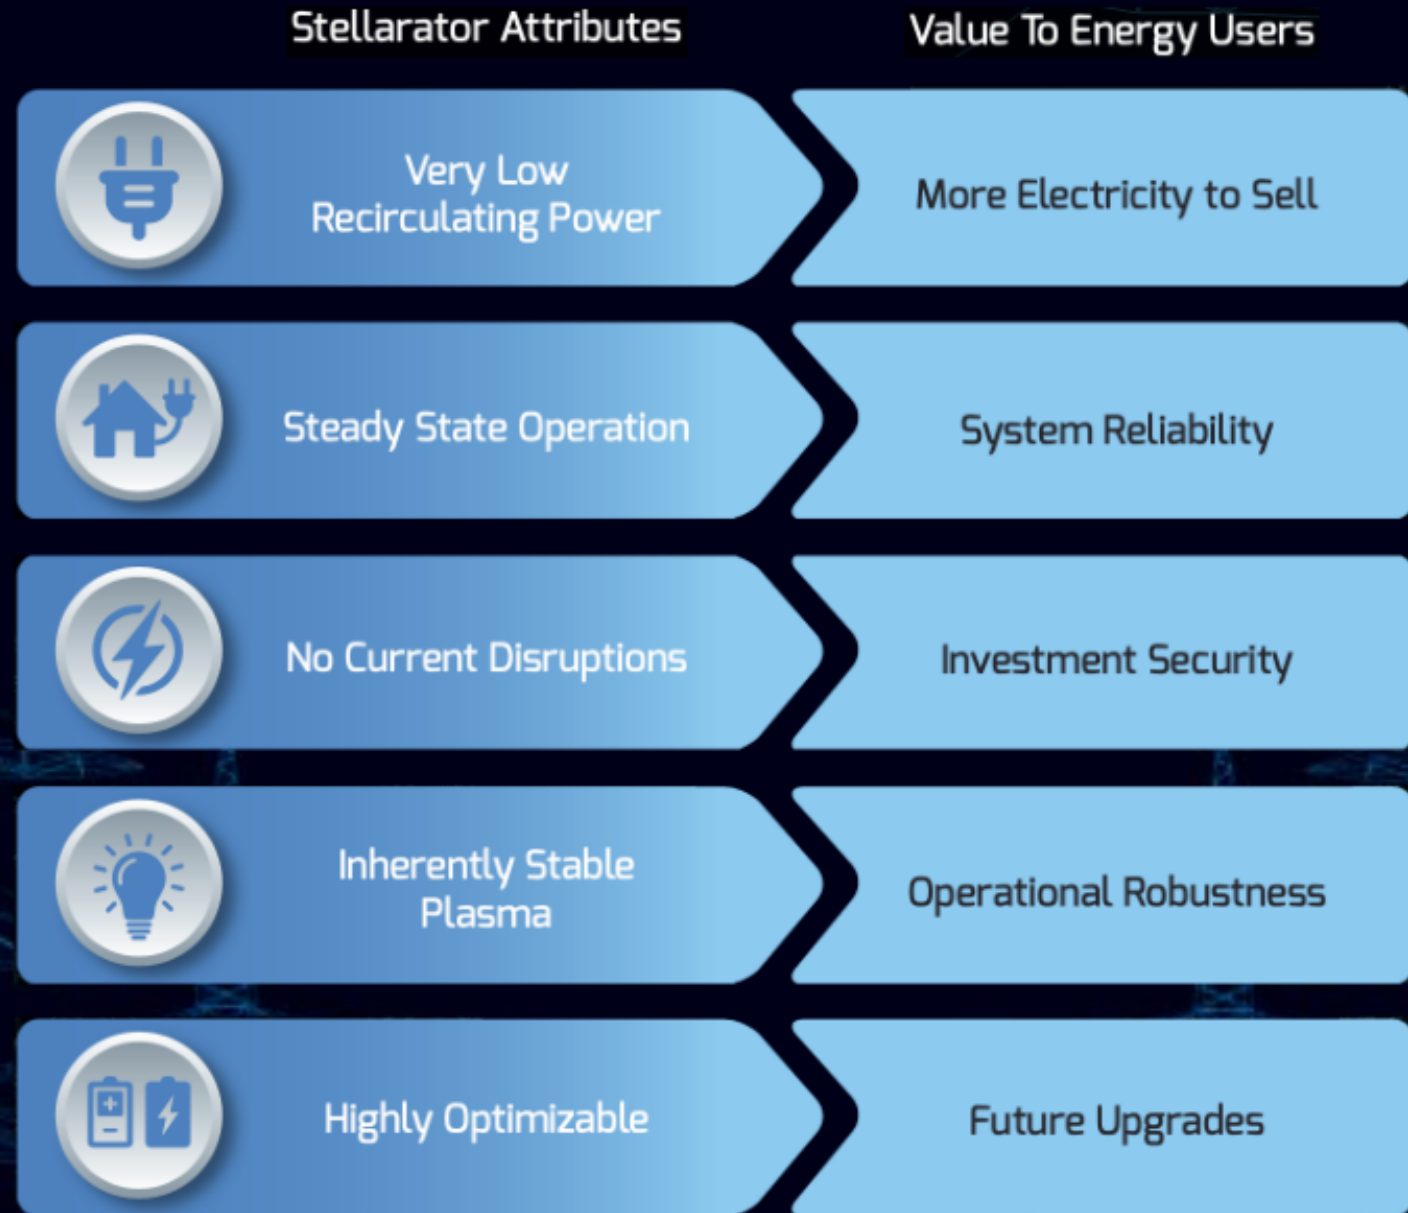 Stellarator Attributes
Value To Energy Users
Very Low
Recirculating Power
More Electricity to Sell
Steady State Operation
System Reliability
No Current Disruptions
Investment Security
Inherently Stable
Plasma
Operational Robustness
Highly Optimizable
Future Upgrades